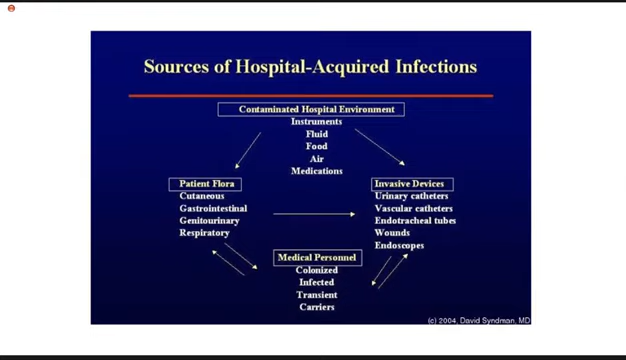 Sources of Hospital-Acquired Infections
Contaminated Hospital Environment
Instruments
Fluid
Food
Air
Medications
Patient Flora
Cutaneous
Gastrointestinal
Genitourinary
Respiratory
Invasive Devices
Urinary catheters
Vascular catheters
Endotracheal tubes
Wounds
Endoscopes
Medical Personnel
Colonized
Infected
Transient
Carriers
(c) 2004, David Syndman, MD